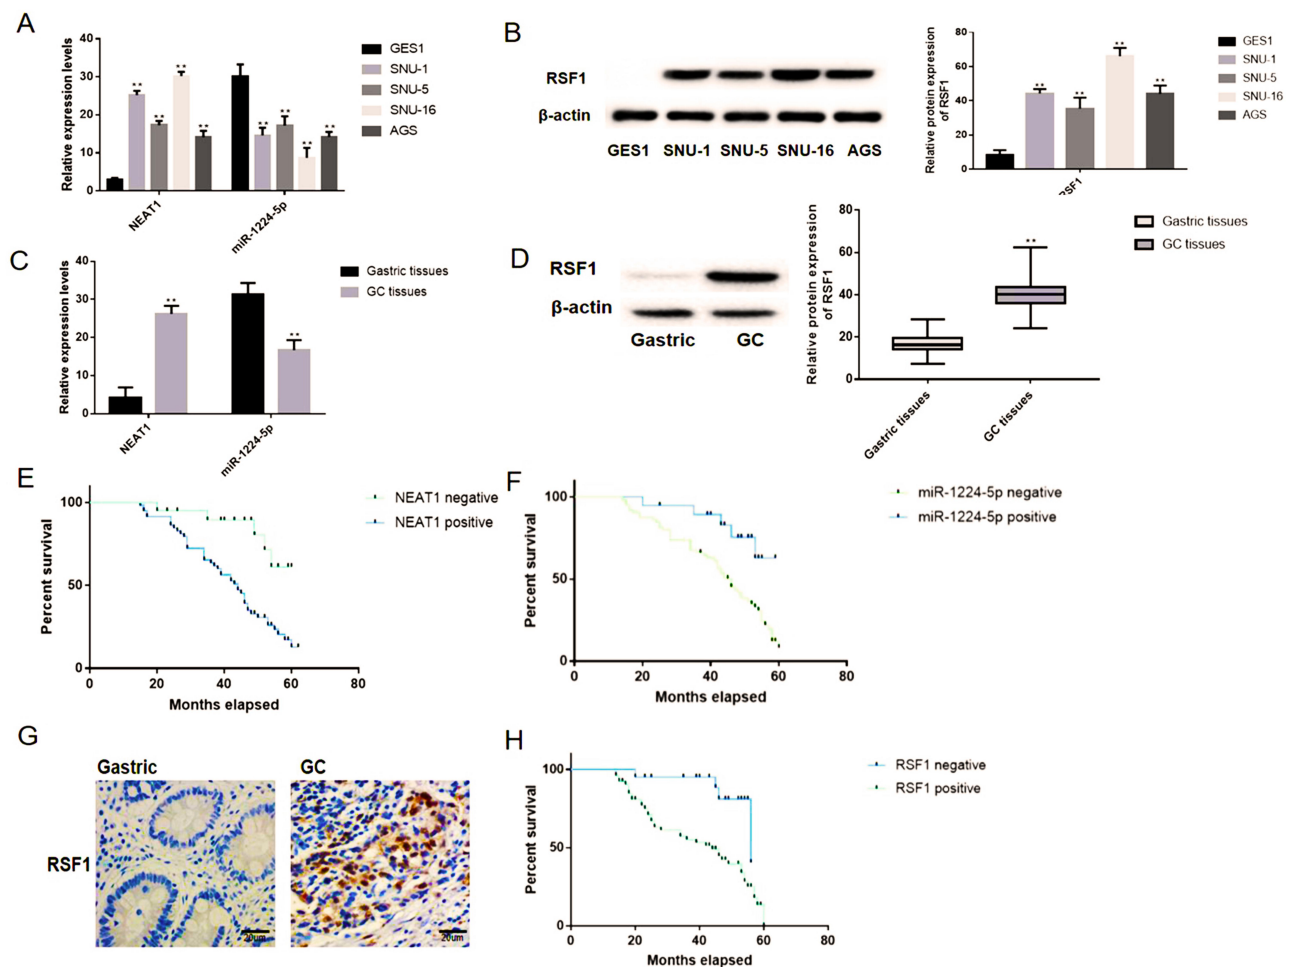 A
Relative expression levels
40
30
20
10
0
NEAT1
miR-1224-5p
GES1
SNU-1
SNU-5
SNU-16
AGS
B
RSF1
β-actin
GES1 SNU-1 SNU-5 SNU-16 AGS
Relative protein expression
of RSF1
80
60
40
20
0
RSF1
GES1
SNU-1
SNU-5
SNU-16
AGS
C
Relative expression levels
40
30
20
10
0
NEAT1
miR-1224-5p
Gastric tissues
GC tissues
D
RSF1
β-actin
Gastric GC
Relative protein expression
of RSF1
80
60
40
20
0
Gastric tissues
GC tissues
Gastric tissues
GC tissues
E
Percent survival
100
50
0
0 20 40 60 80
Months elapsed
NEAT1 negative
NEAT1 positive
F
Percent survival
100
50
0
0 20 40 60 80
Months elapsed
miR-1224-5p negative
miR-1224-5p positive
G
Gastric GC
RSF1
20um 20um
H
Percent survival
100
50
0
0 20 40 60 80
Months elapsed
RSF1 negative
RSF1 positive